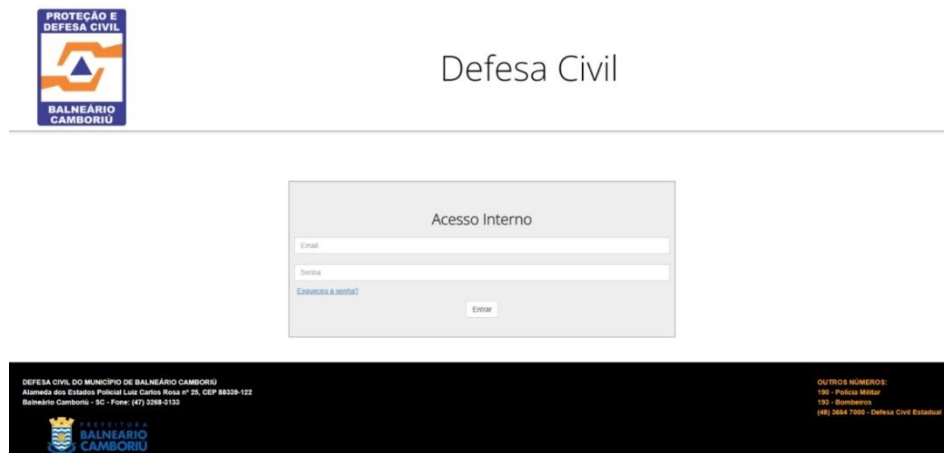 PROTEÇÃO E
DEFESA CIVIL
BALNEÁRIO
CAMBORIÚ
Defesa Civil
Acesso Interno
Email
Senha
Esqueceu a senha?
Entrar
DEFESA CIVIL DO MUNICÍPIO DE BALNEÁRIO CAMBORIÚ
Alameda dos Estados Policial Luiz Carlos Rosa nº 25, CEP 88339-122
Balneário Camboriú - SC - Fone: (47) 3268-3133
PREFEITURA
BALNEÁRIO
CAMBORIÚ
OUTROS NÚMEROS:
190 - Polícia Militar
193 - Bombeiros
(48) 3664 7000 - Defesa Civil Estadual